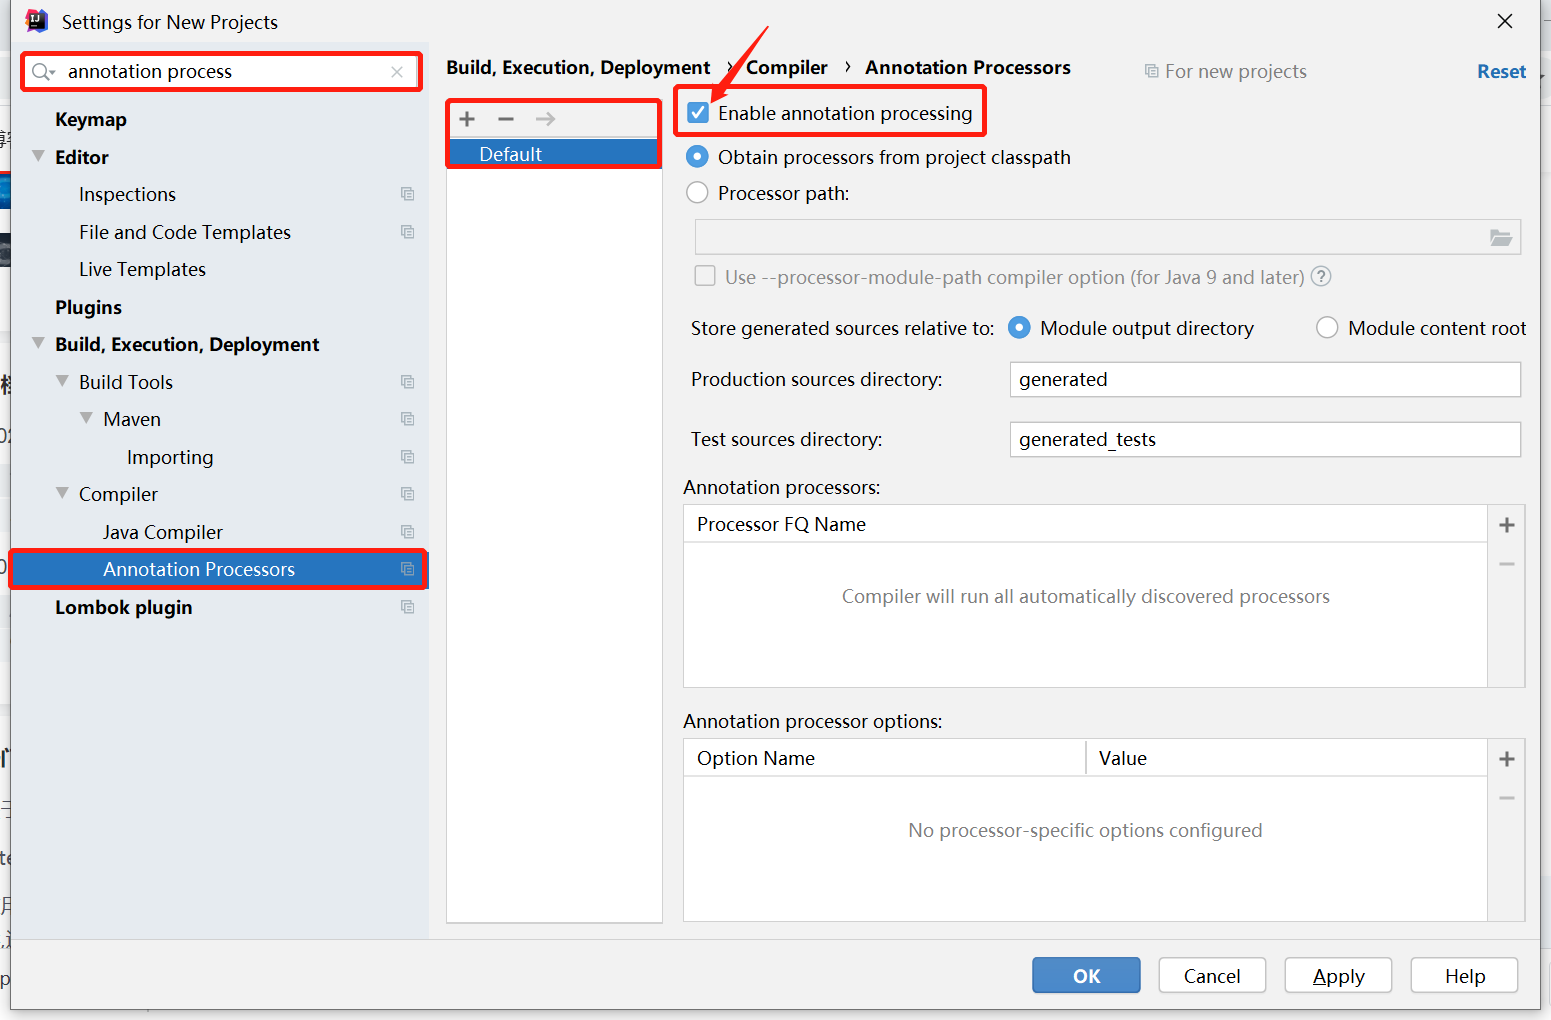 Settings for New Projects
annotation process
Keymap
Editor
Inspections
File and Code Templates
Live Templates
Plugins
Build, Execution, Deployment
Build Tools
Maven
Importing
Compiler
Java Compiler
Annotation Processors
Lombok plugin
Build, Execution, Deployment › Compiler › Annotation Processors
For new projects
Reset
Default
Enable annotation processing
Obtain processors from project classpath
Processor path:
Use --processor-module-path compiler option (for Java 9 and later) ?
Store generated sources relative to: Module output directory Module content root
Production sources directory: generated
Test sources directory: generated_tests
Annotation processors:
Processor FQ Name
Compiler will run all automatically discovered processors
Annotation processor options:
Option Name Value
No processor-specific options configured
OK Cancel Apply Help